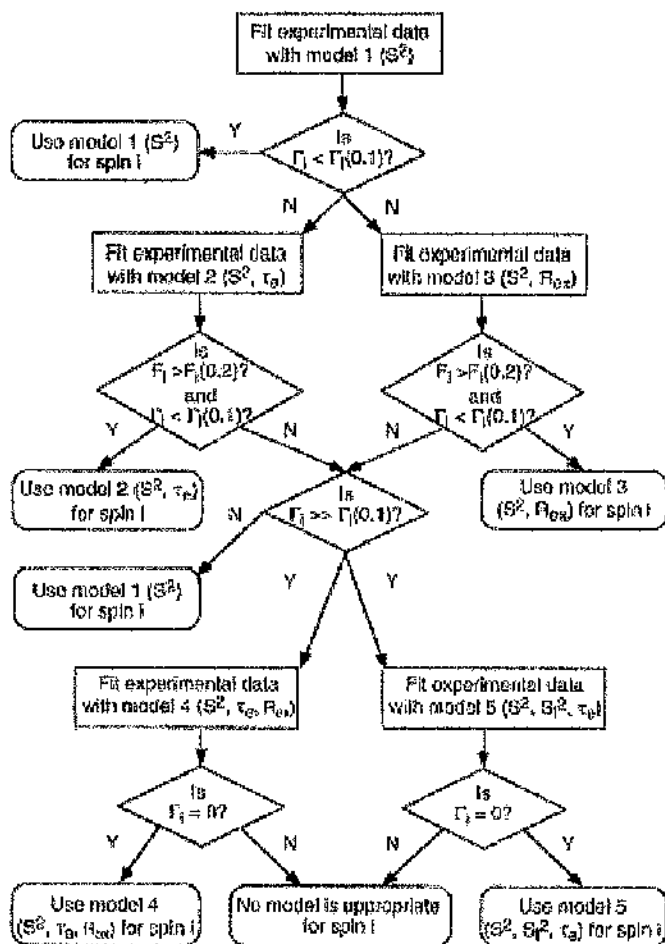 Fit experimental data
with model 1 (S²)
Use model 1 (S²)
for spin i
Y
Is
Γi < Γi(0.1)?
N
N
Fit experimental data
with model 2 (S², τe)
Fit experimental data
with model 3 (S², Rex)
Is
Fi >Fi(0.2)?
and
Γi < Γi(0.1)?
Is
Fi >Fi(0.2)?
and
Γi < Γi(0.1)?
Y
N
N
Y
Use model 2 (S², τe)
for spin i
Is
Γi >> Γi(0.1)?
Use model 3
(S², Rex) for spin i
N
Use model 1 (S²)
for spin i
Y
Y
Fit experimental data
with model 4 (S², τe, Rex)
Fit experimental data
with model 5 (S², Sf², τe)
Is
Γi = 0?
Is
Γi = 0?
Y
N
N
Y
Use model 4
(S², τe, Rex) for spin i
No model is appropriate
for spin i
Use model 5
(S², Sf², τe) for spin i